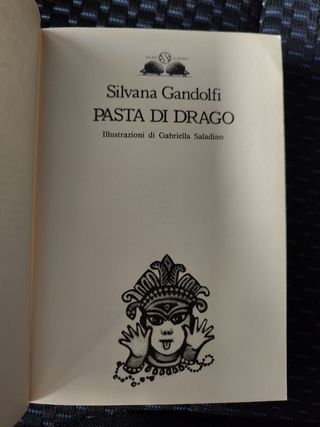 Silvana Gandolfi
PASTA DI DRAGO
Illustrazioni di Gabriella Saladino